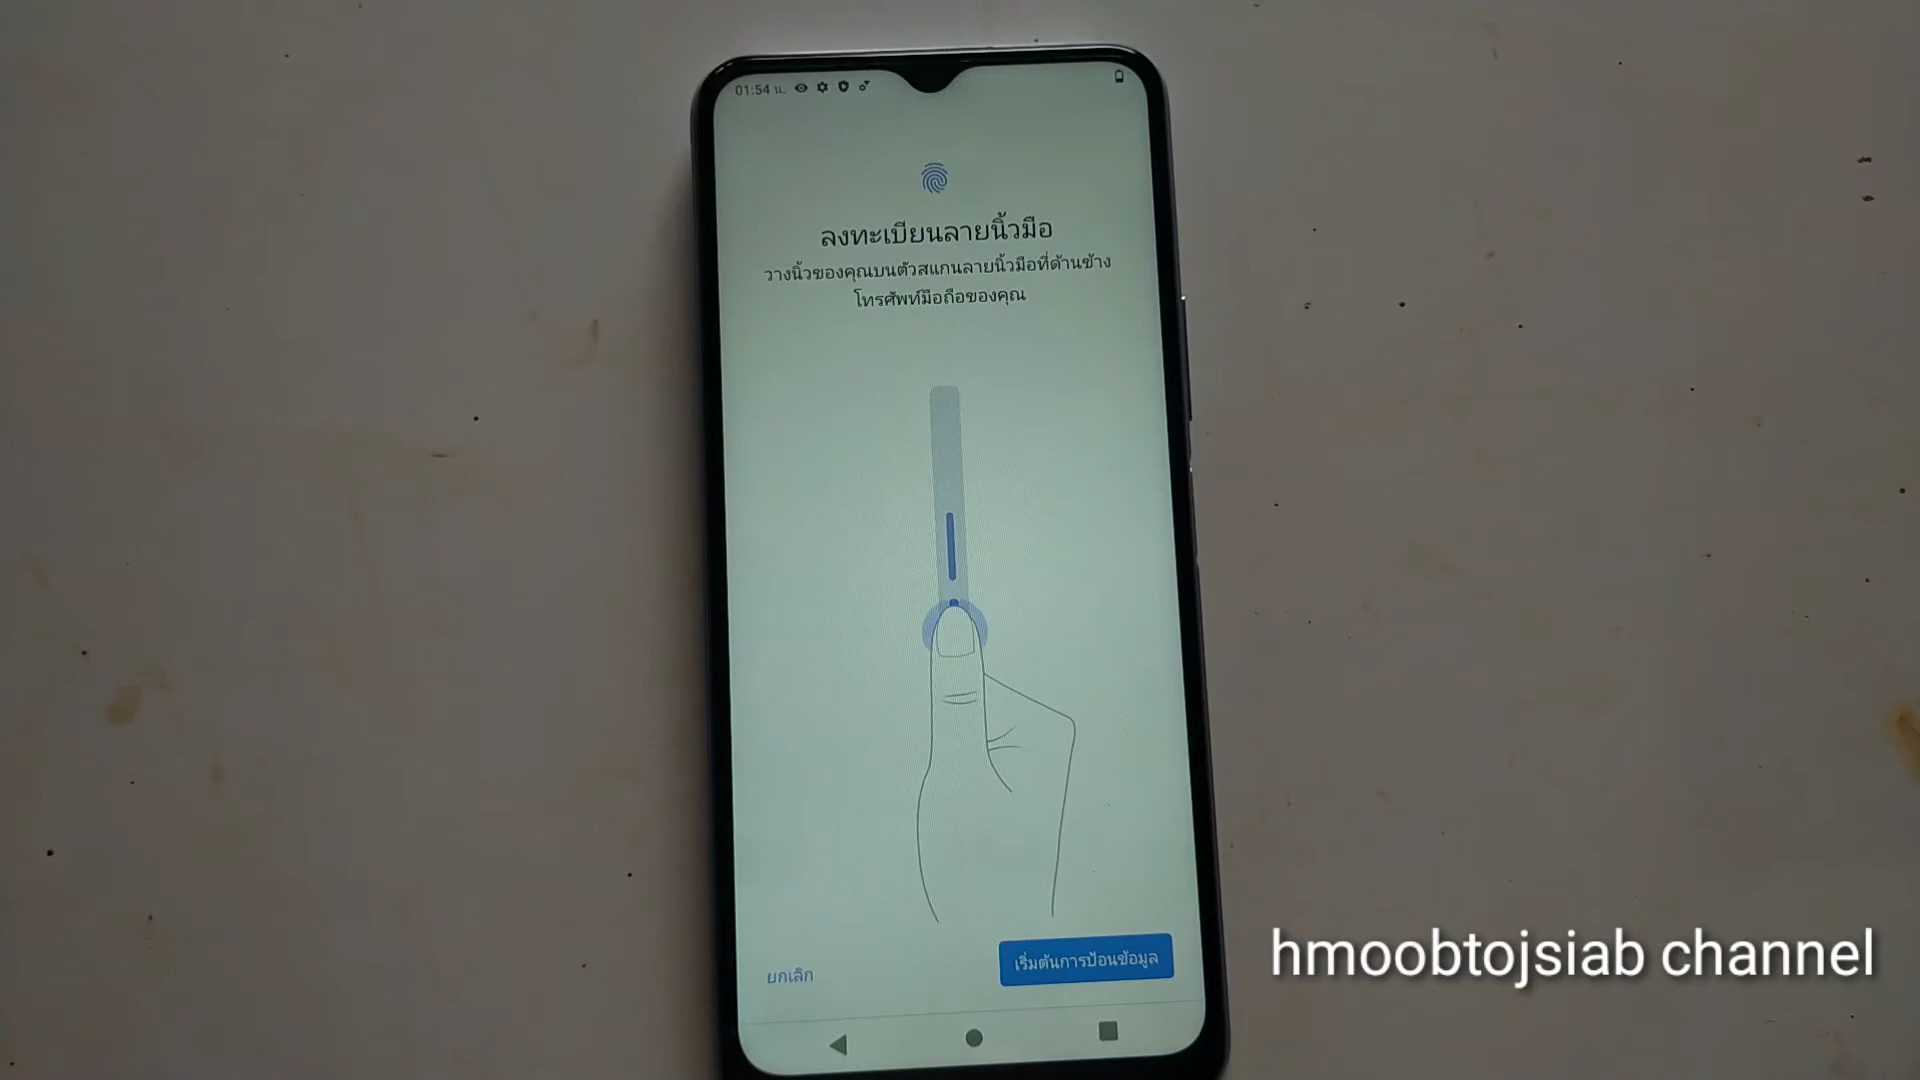 01:54 น.
ลงทะเบียนลายนิ้วมือ
วางนิ้วของคุณบนตัวสแกนลายนิ้วมือที่ด้านข้าง
โทรศัพท์มือถือของคุณ
ยกเลิก
เริ่มต้นการป้อนข้อมูล
hmoobtojsiab channel